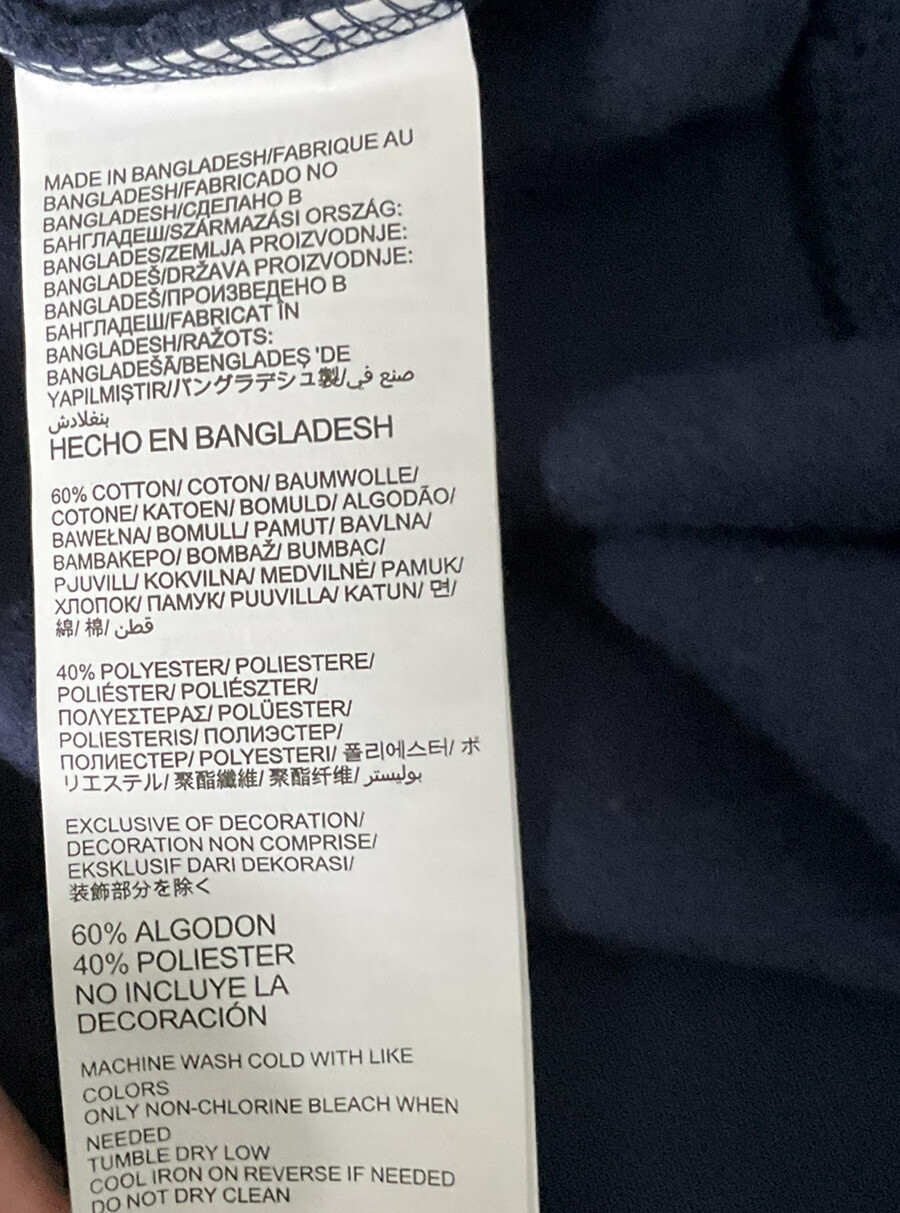 MADE IN BANGLADESH/FABRIQUE AU
BANGLADESH/FABRICADO NO
BANGLADESH/СДЕЛАНО В
БАНГЛАДЕШ/SZÁRMAZÁSI ORSZÁG:
BANGLADES/ZEMLJA PROIZVODNJE:
BANGLADEŠ/DRŽAVA PROIZVODNJE:
BANGLADEŠ/ПРОИЗВЕДЕНО В
БАНГЛАДЕШ/FABRICAT ÎN
BANGLADESH/RAŽOTS:
BANGLADEŠĀ/BENGLADEŞ 'DE
YAPILMIŞTIR/バングラデシュ製/صنع في
بنغلادش
HECHO EN BANGLADESH
60% COTTON/ COTON/ BAUMWOLLE/
COTONE/ KATOEN/ BOMULD/ ALGODÃO/
BAWEŁNA/ BOMULL/ PAMUT/ BAVLNA/
ΒΑΜΒΑΚΕΡΟ/ BOMBAŽ/ BUMBAC/
PJUVILL/ KOKVILNA/ MEDVILNĖ/ PAMUK/
ХЛОПОК/ ПАМУК/ PUUVILLA/ KATUN/ 면/
綿/ 棉/ قطن
40% POLYESTER/ POLIESTERE/
POLIÉSTER/ POLIÉSZTER/
ΠΟΛΥΕΣΤΕΡΑΣ/ POLÜESTER/
POLIESTERIS/ ПОЛИЭСТЕР/
ПОЛИЕСТЕР/ POLYESTERI/ 폴리에스터/ ポ
リエステル/ 聚酯纖維/ 聚酯纤维/ بوليستر
EXCLUSIVE OF DECORATION/
DECORATION NON COMPRISE/
EKSKLUSIF DARI DEKORASI/
装飾部分を除く
60% ALGODON
40% POLIESTER
NO INCLUYE LA
DECORACIÓN
MACHINE WASH COLD WITH LIKE
COLORS
ONLY NON-CHLORINE BLEACH WHEN
NEEDED
TUMBLE DRY LOW
COOL IRON ON REVERSE IF NEEDED
DO NOT DRY CLEAN